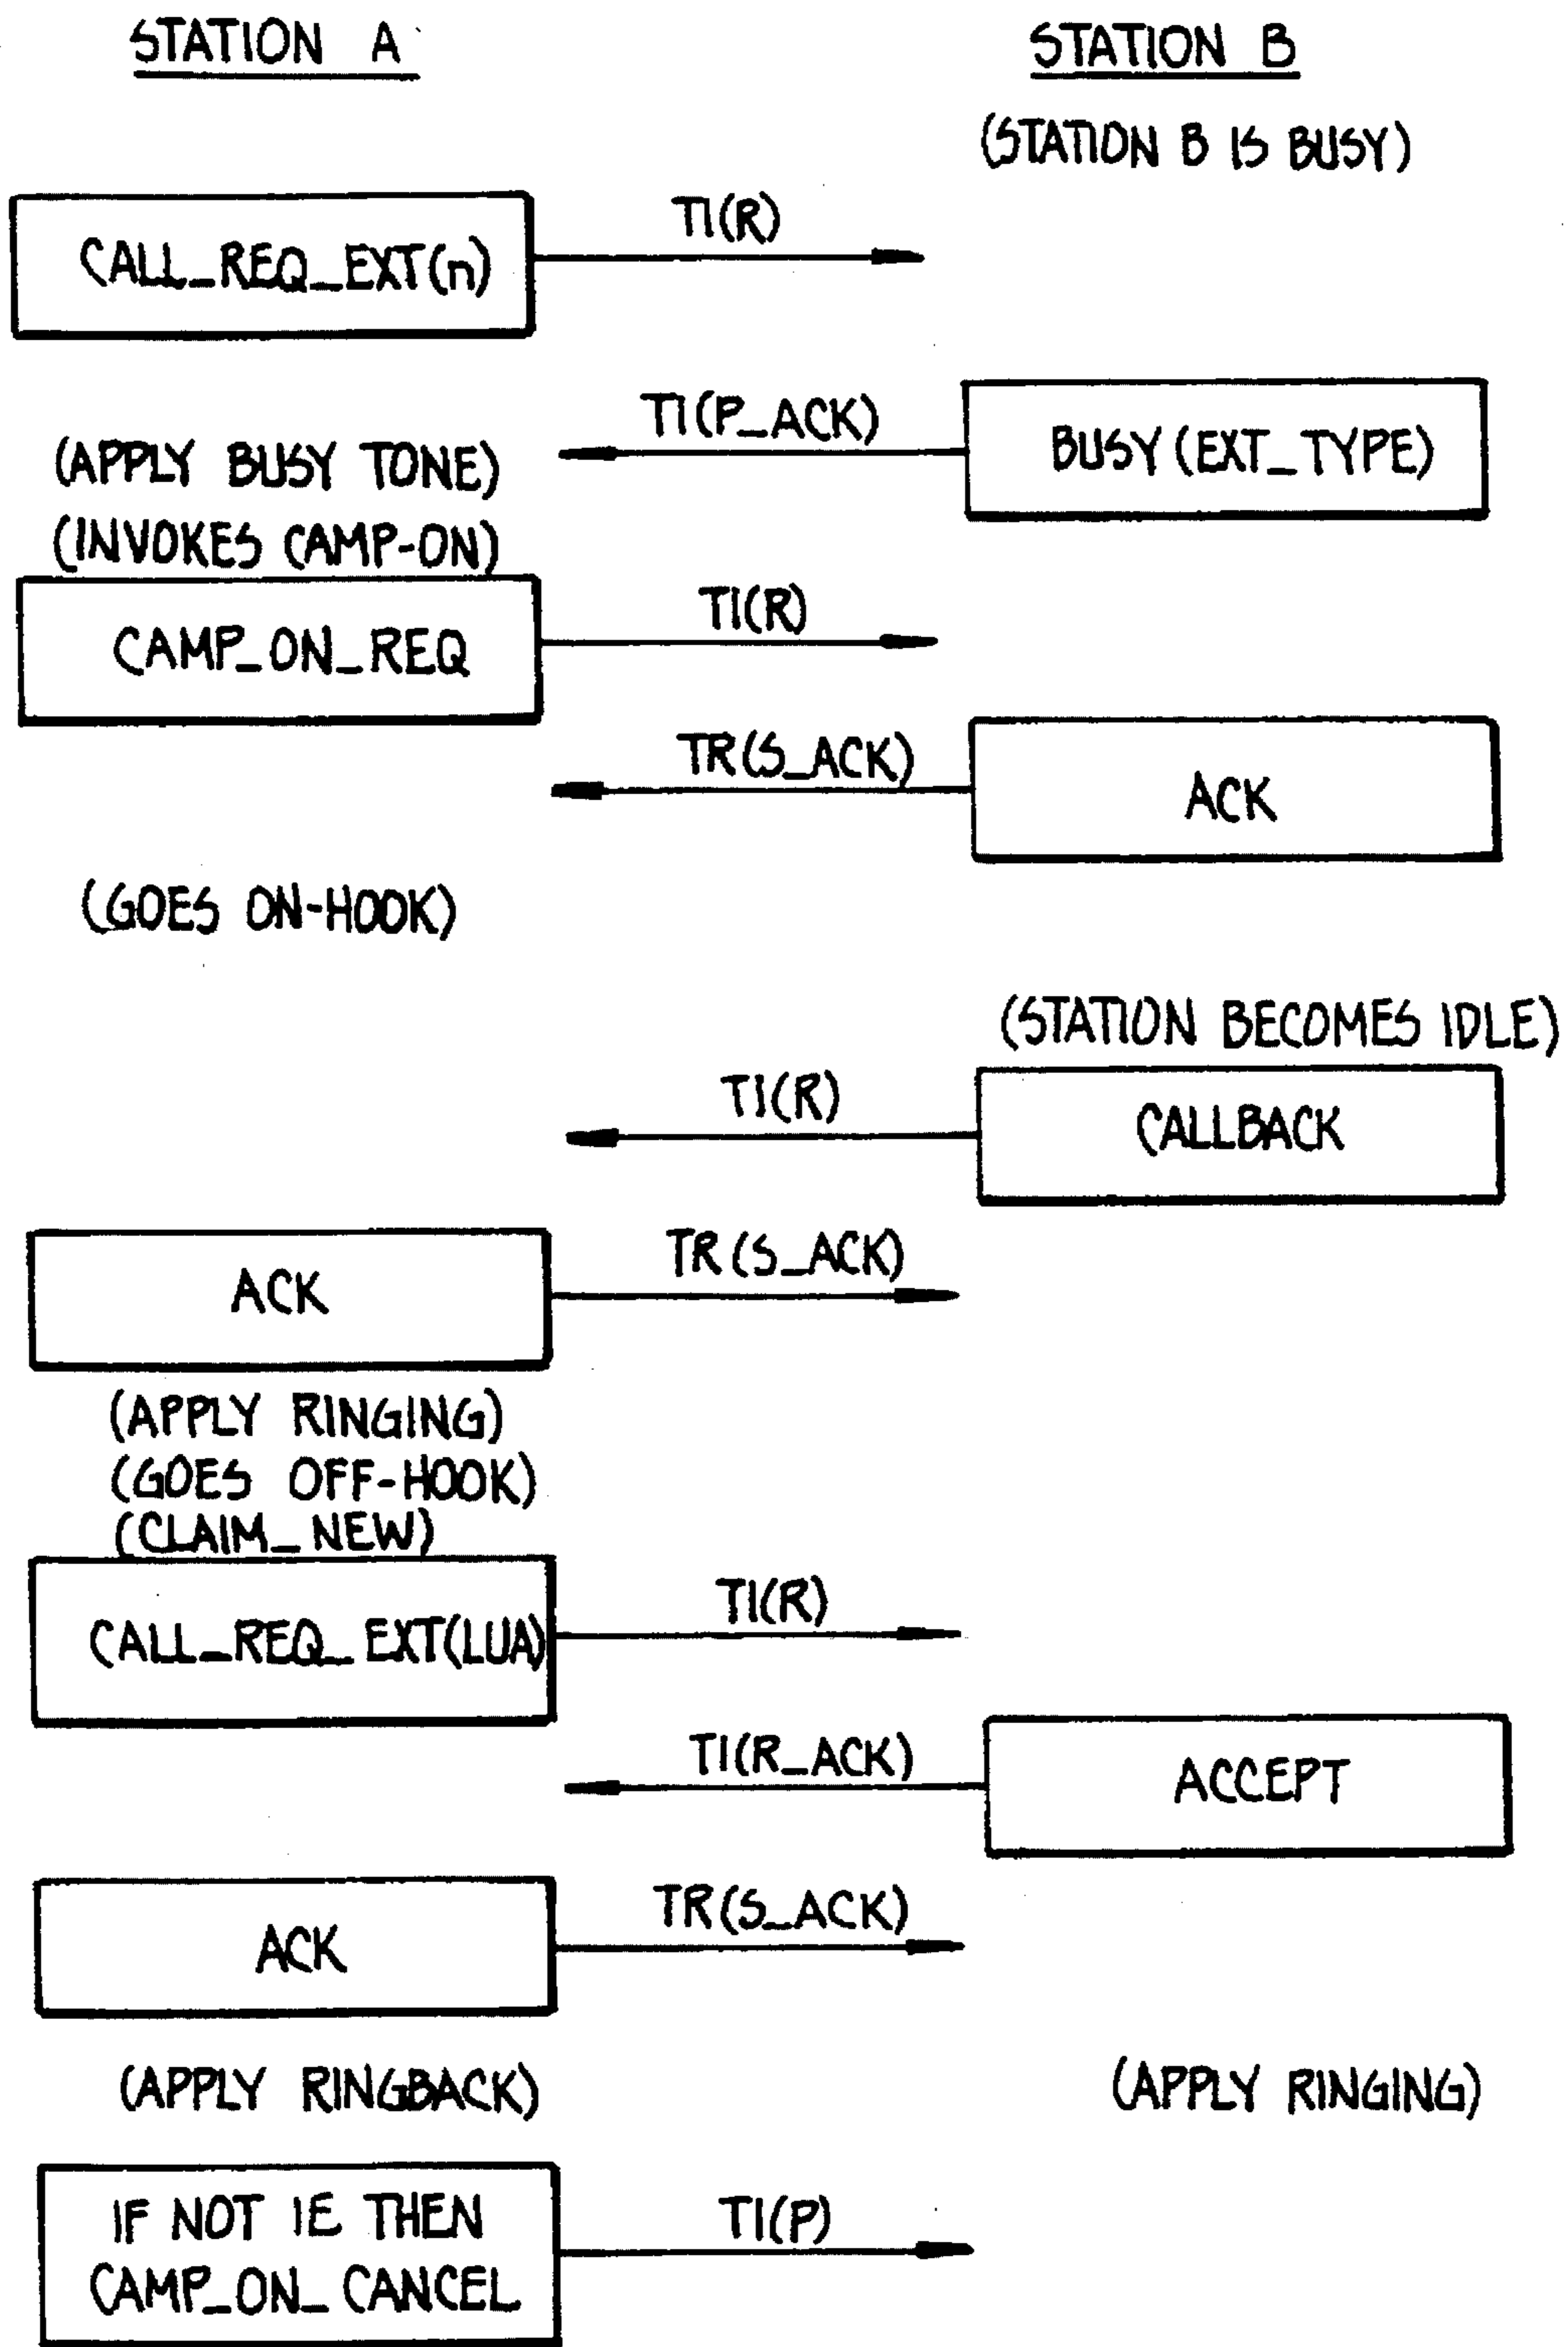 STATION A
STATION B
(STATION B IS BUSY)
CALL_REQ_EXT(n)
TI(R)
TI(P_ACK)
BUSY(EXT_TYPE)
(APPLY BUSY TONE)
(INVOKES CAMP-ON)
CAMP_ON_REQ
TI(R)
TR(S_ACK)
ACK
(GOES ON-HOOK)
(STATION BECOMES IDLE)
TI(R)
CALLBACK
ACK
TR(S_ACK)
(APPLY RINGING)
(GOES OFF-HOOK)
(CLAIM_NEW)
CALL_REQ_EXT(LUA)
TI(R)
TI(R_ACK)
ACCEPT
ACK
TR(S_ACK)
(APPLY RINGBACK)
(APPLY RINGING)
IF NOT IE THEN
CAMP_ON_CANCEL
TI(P)